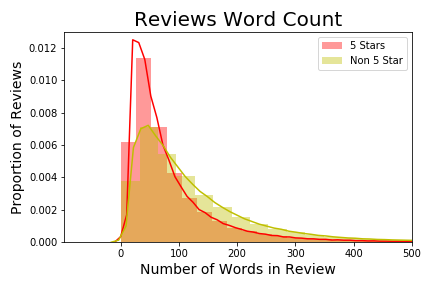 Reviews Word Count
5 Stars
Non 5 Star
Proportion of Reviews
0.012
0.010
0.008
0.006
0.004
0.002
0.000
0 100 200 300 400 500
Number of Words in Review